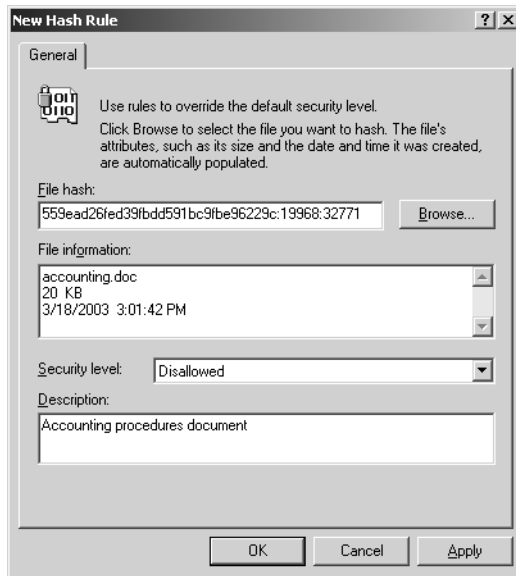 New Hash Rule
General
Use rules to override the default security level.
Click Browse to select the file you want to hash. The file's
attributes, such as its size and the date and time it was created,
are automatically populated.
File hash:
559ead26fed39fbdd591bc9fbe96229c:19968:32771
Browse...
File information:
accounting.doc
20 KB
3/18/2003 3:01:42 PM
Security level:
Disallowed
Description:
Accounting procedures document
OK
Cancel
Apply